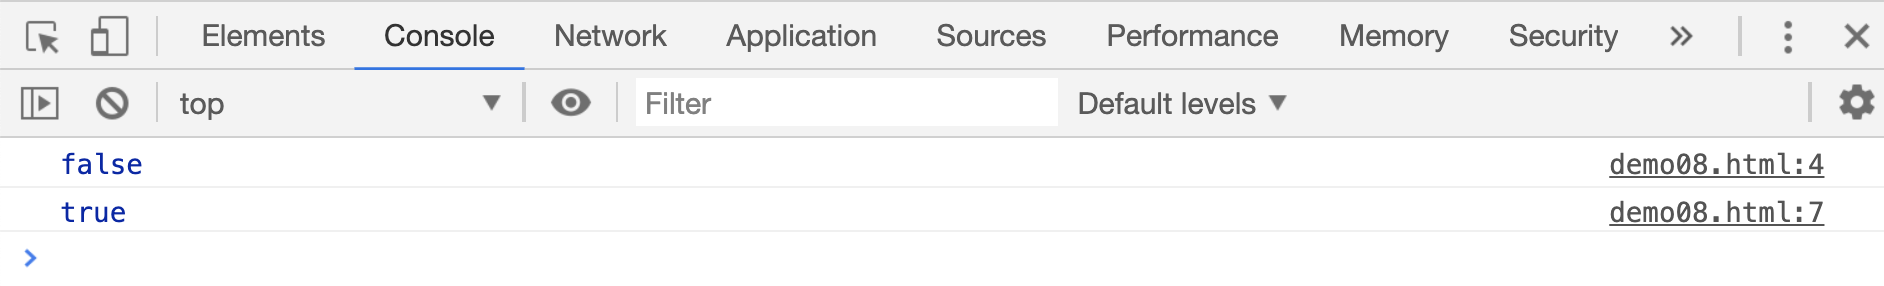 Elements Console Network Application Sources Performance Memory Security
top Filter Default levels
false demo08.html:4
true demo08.html:7